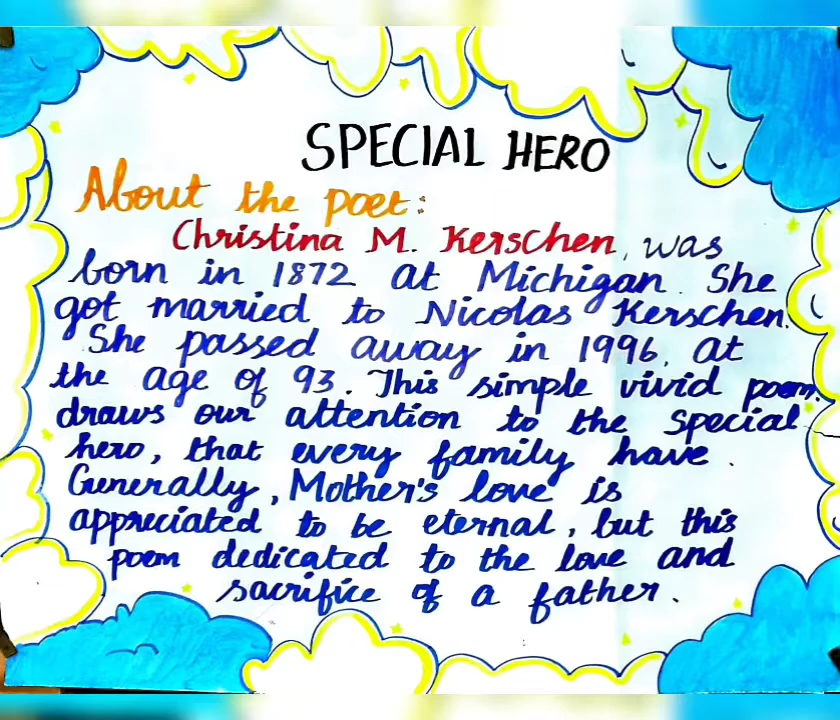 SPECIAL HERO
About the poet:
Christina M. Kerschen, was
born in 1872 at Michigan. She
got married to Nicolas Kerschen.
She passed away in 1996, at
the age of 93. This simple vivid poem.
draws our attention to the special
hero, that every family have.
Generally, Mother's love is
appreciated to be eternal, but this
poem dedicated to the love and
sacrifice of a father.